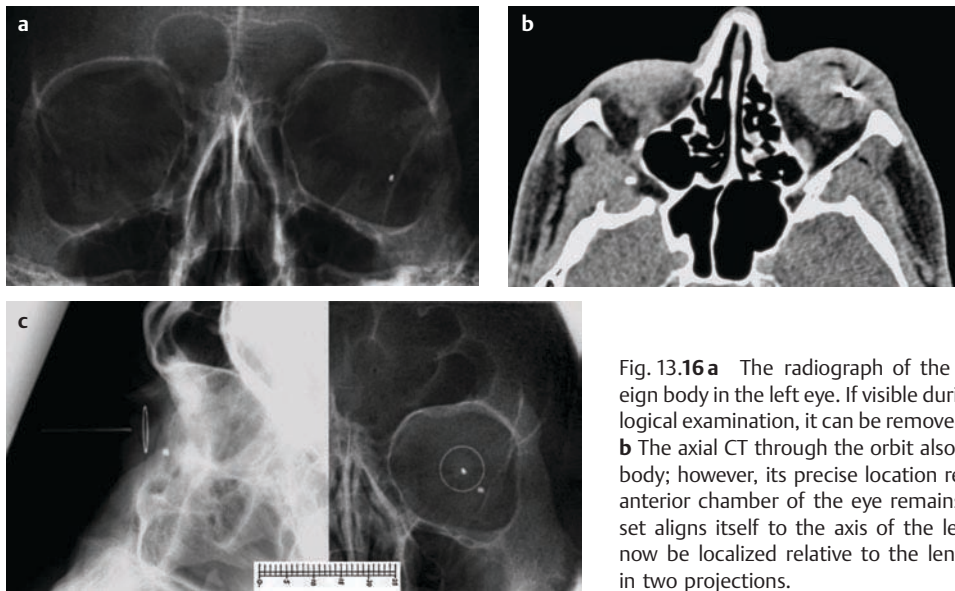 a
b
c
Fig. 13.16 a The radiograph of the
eign body in the left eye. If visible duri
logical examination, it can be remove
b The axial CT through the orbit also
body; however, its precise location re
anterior chamber of the eye remains
set aligns itself to the axis of the le
now be localized relative to the len
in two projections.